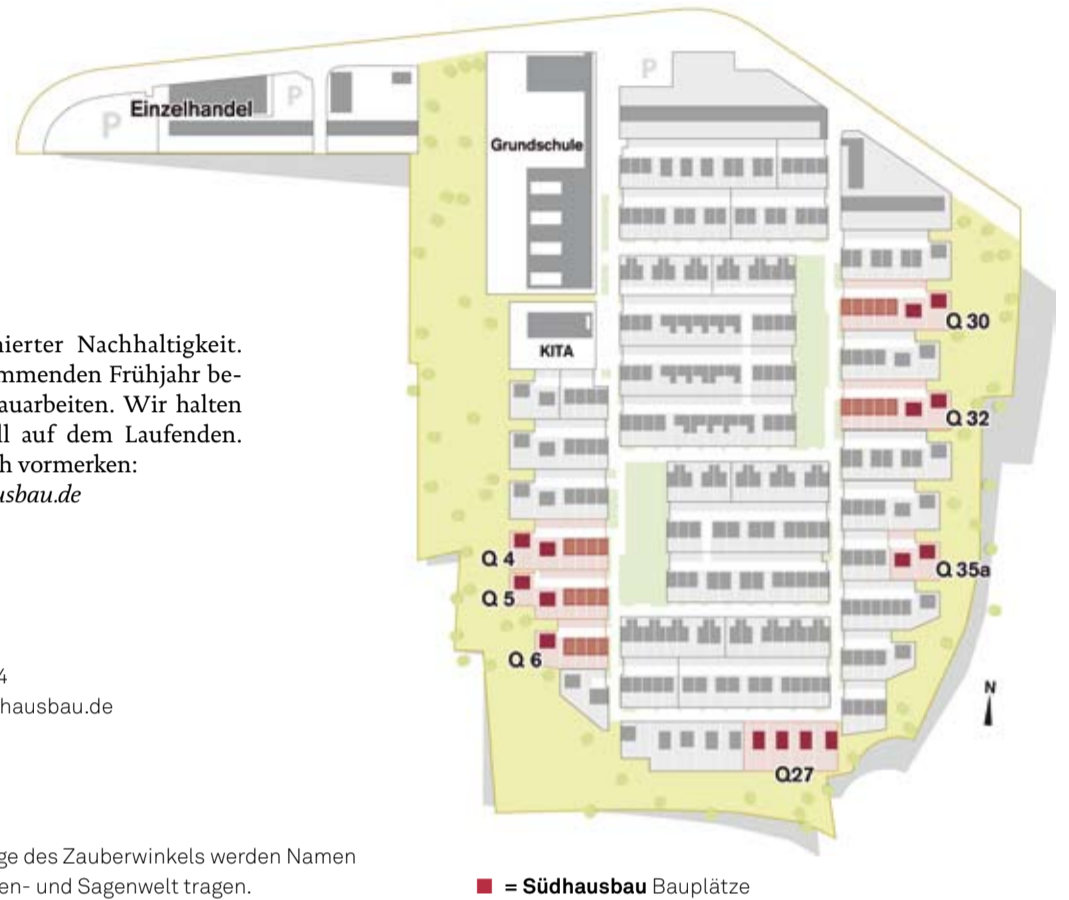 P
Einzelhandel
P
P
Grundschule
KITA
Q 30
Q 32
Q 35a
Q 4
Q 5
Q 6
Q27
N
nierter Nachhaltigkeit.
mmenden Frühjahr be-
auarbeiten. Wir halten
ll auf dem Laufenden.
h vormerken:
usbau.de
4
hausbau.de
ge des Zauberwinkels werden Namen
en- und Sagenwelt tragen.
= Südhausbau Bauplätze